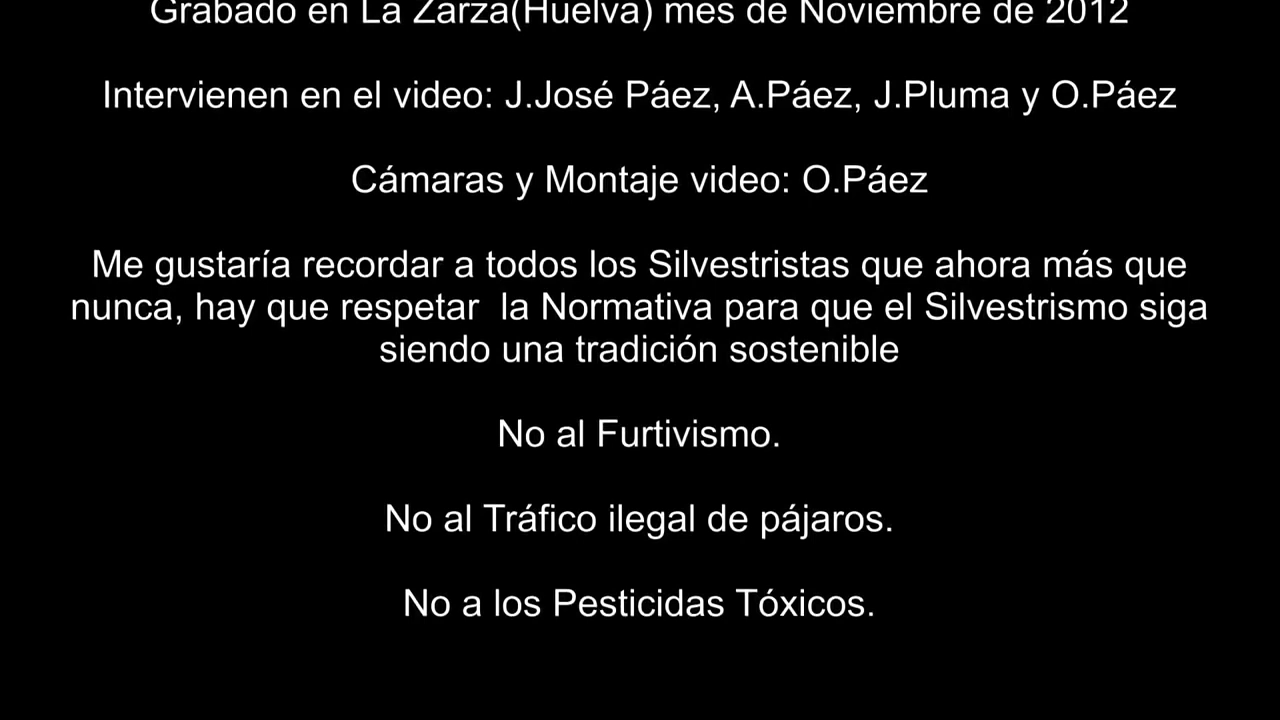 Grabado en La Zarza(Huelva) mes de Noviembre de 2012
Intervienen en el video: J.José Páez, A.Páez, J.Pluma y O.Páez
Cámaras y Montaje video: O.Páez
Me gustaría recordar a todos los Silvestristas que ahora más que
nunca, hay que respetar  la Normativa para que el Silvestrismo siga
siendo una tradición sostenible
No al Furtivismo.
No al Tráfico ilegal de pájaros.
No a los Pesticidas Tóxicos.